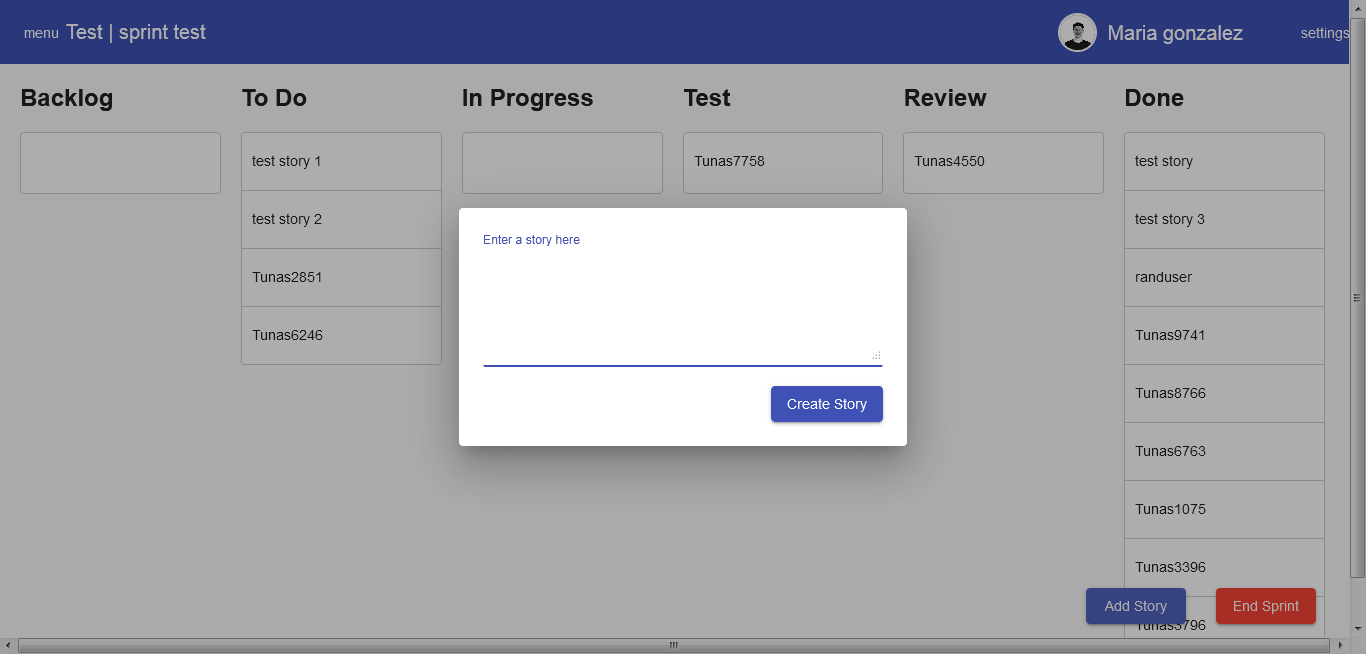 menu Test | sprint test Maria gonzalez settings
Backlog To Do In Progress Test Review Done
test story 1 Tunas7758 Tunas4550 test story
test story 2 test story 3
Enter a story here
Tunas2851 randuser
Tunas6246 Tunas9741
Tunas8766
Create Story
Tunas6763
Tunas1075
Tunas3396
Add Story End Sprint
Tunas3796